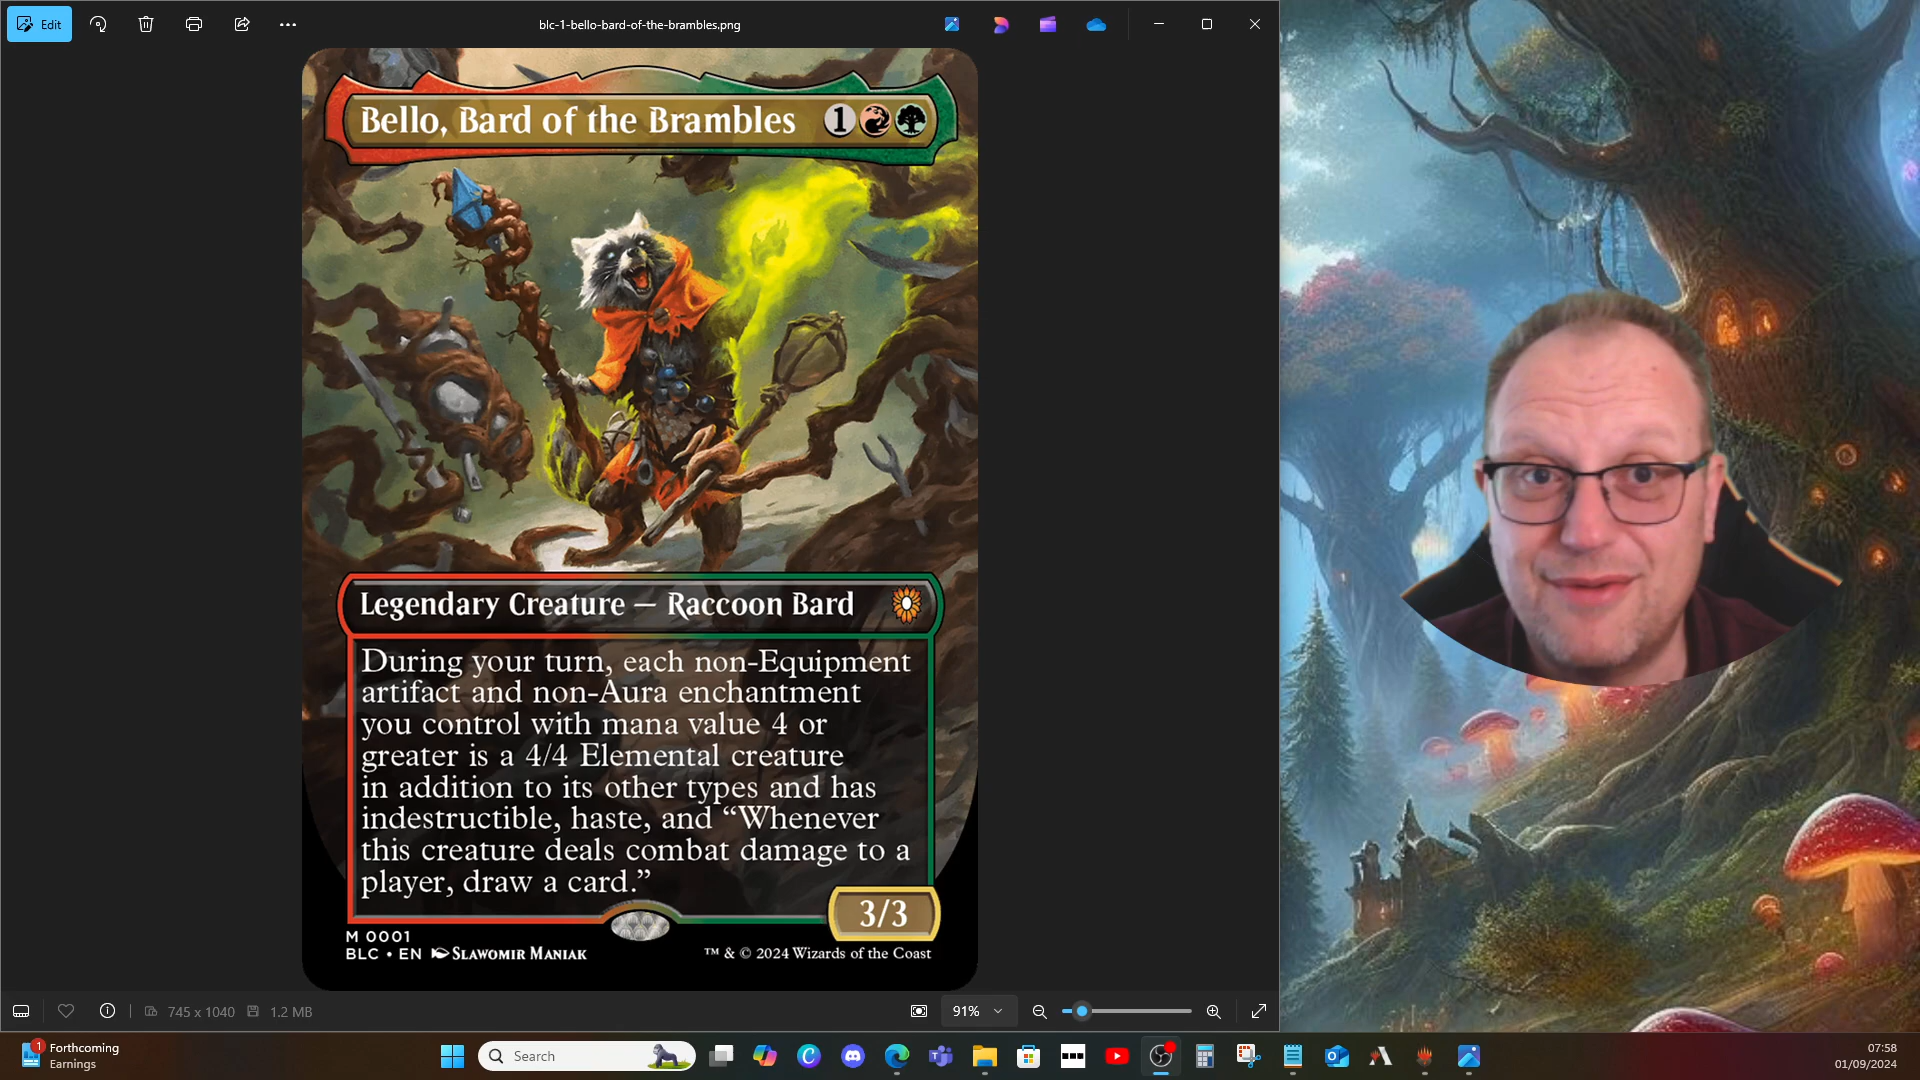 Edit
blc-1-bello-bard-of-the-brambles.png
Bello, Bard of the Brambles 1
Legendary Creature — Raccoon Bard
During your turn, each non-Equipment
artifact and non-Aura enchantment
you control with mana value 4 or
greater is a 4/4 Elemental creature
in addition to its other types and has
indestructible, haste, and “Whenever
this creature deals combat damage to a
player, draw a card.”
3/3
M 0001
BLC • EN SLAWOMIR MANIAK
™ & © 2024 Wizards of the Coast
745 x 1040 1.2 MB
91%
1
Forthcoming
Earnings
Search
07:58
01/09/2024